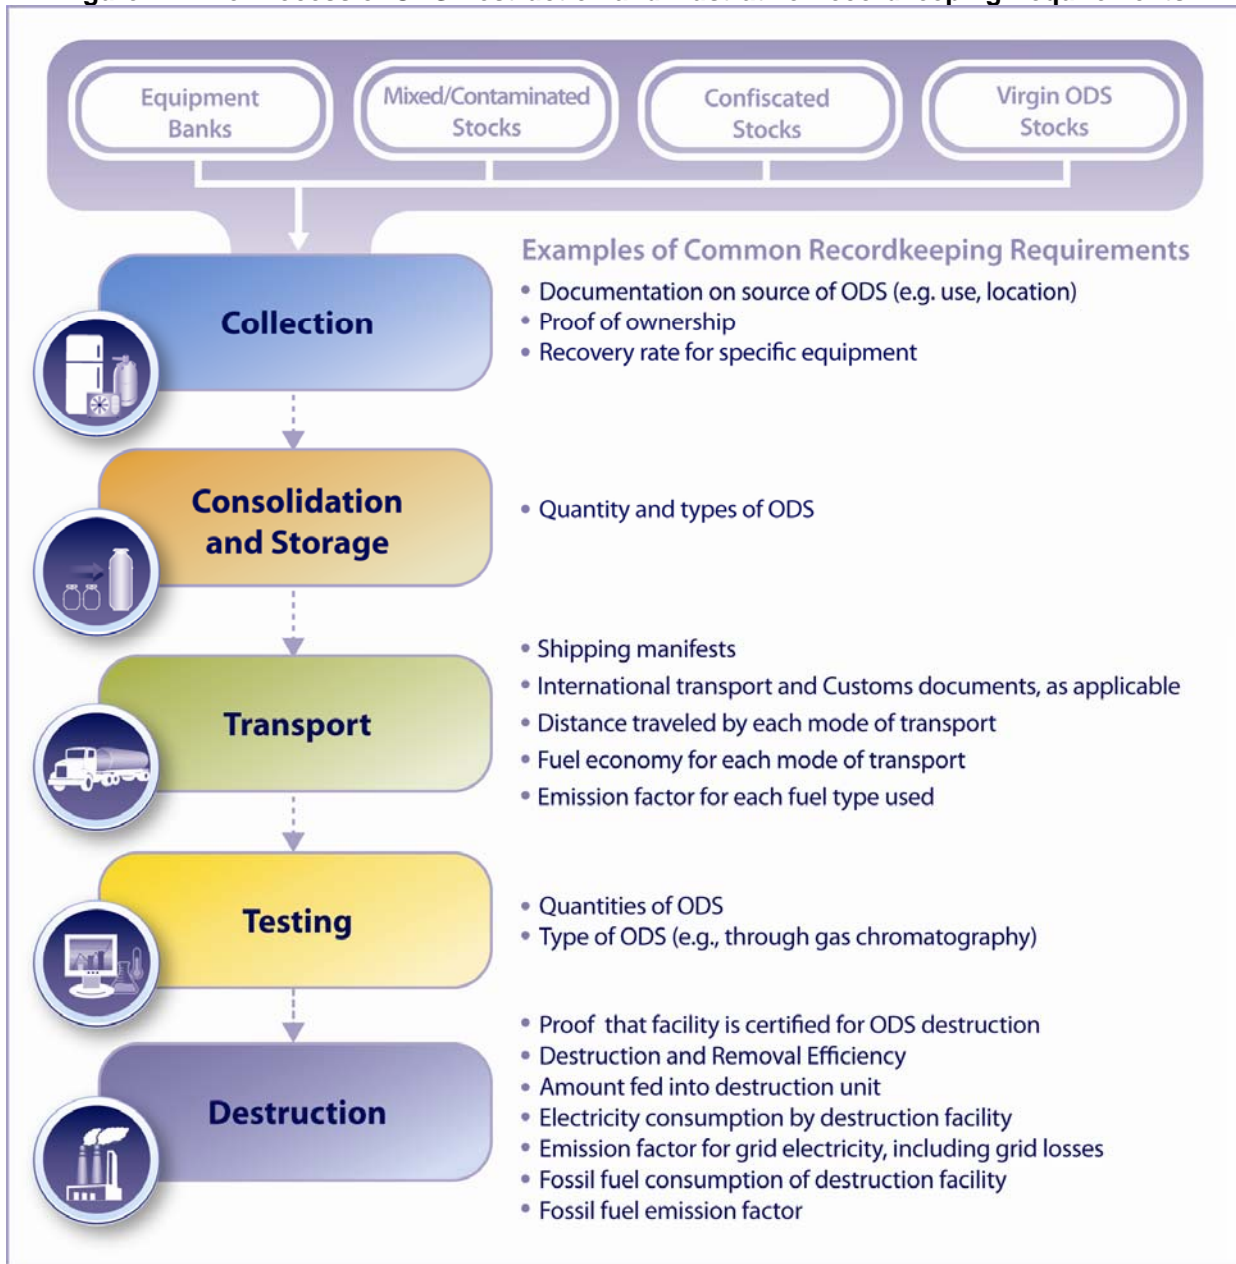 Equipment
Banks
Mixed/Contaminated
Stocks
Confiscated
Stocks
Virgin ODS
Stocks
Examples of Common Recordkeeping Requirements
Collection
• Documentation on source of ODS (e.g. use, location)
• Proof of ownership
• Recovery rate for specific equipment
Consolidation
and Storage
• Quantity and types of ODS
Transport
• Shipping manifests
• International transport and Customs documents, as applicable
• Distance traveled by each mode of transport
• Fuel economy for each mode of transport
• Emission factor for each fuel type used
Testing
• Quantities of ODS
• Type of ODS (e.g., through gas chromatography)
Destruction
• Proof that facility is certified for ODS destruction
• Destruction and Removal Efficiency
• Amount fed into destruction unit
• Electricity consumption by destruction facility
• Emission factor for grid electricity, including grid losses
• Fossil fuel consumption of destruction facility
• Fossil fuel emission factor